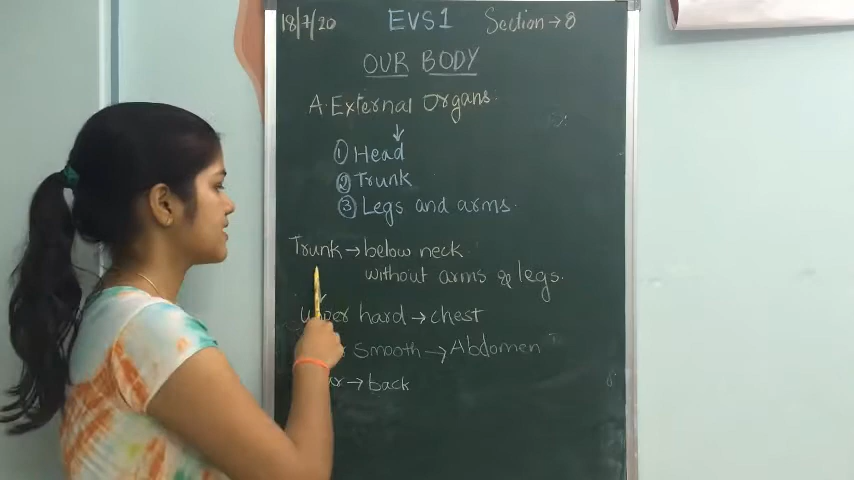 18/7/20 EVS1 Section → 8
OUR BODY
A. External Organs.
↓
① Head
② Trunk
③ Legs and arms.
Trunk → below neck
without arms & legs.
Upper hard → chest
Smooth → Abdomen
→ back